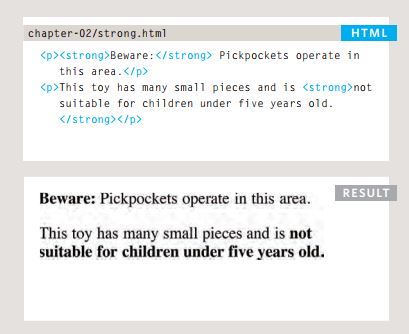 chapter-02/strong.html
HTML
<p><strong>Beware:</strong> Pickpockets operate in
this area.</p>
<p>This toy has many small pieces and is <strong>not
suitable for children under five years old.
</strong></p>
RESULT
Beware: Pickpockets operate in this area.
This toy has many small pieces and is not
suitable for children under five years old.